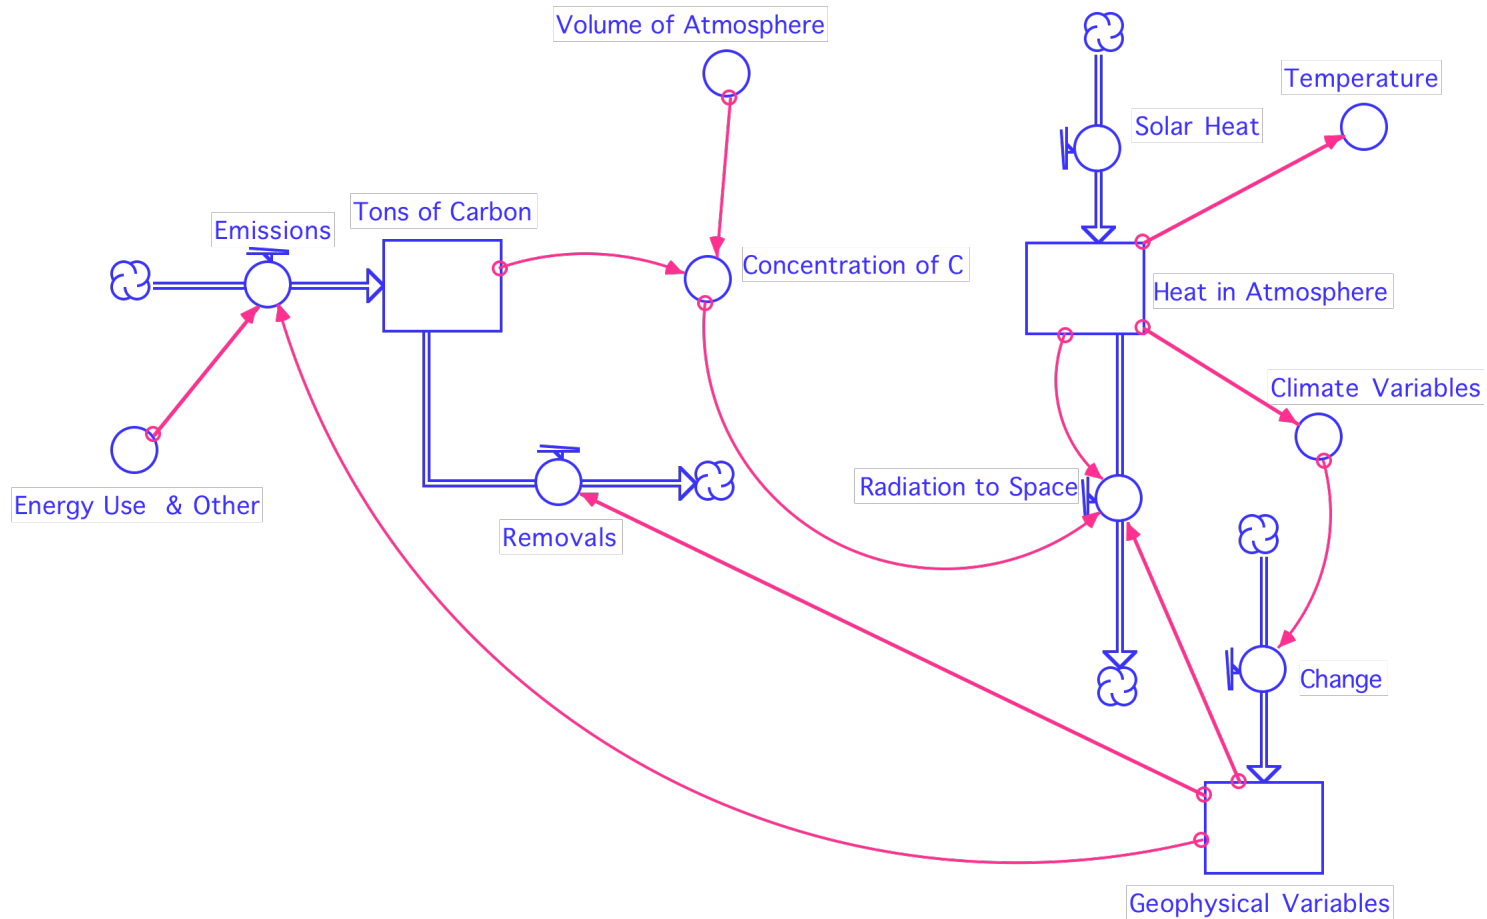 Volume of Atmosphere
Temperature
Solar Heat
Tons of Carbon
Emissions
Concentration of C
Heat in Atmosphere
Climate Variables
Radiation to Space
Energy Use & Other
Removals
Change
Geophysical Variables